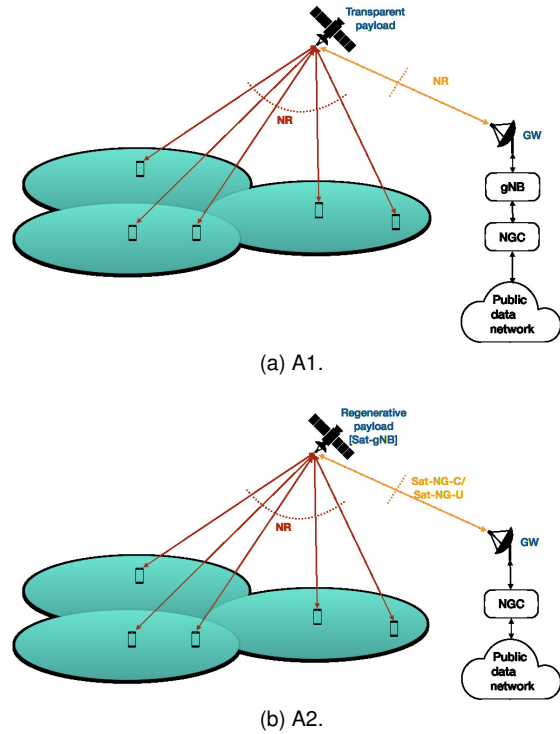 Transparent
payload
NR
NR
GW
gNB
NGC
Public
data
network
(a) A1.
Regenerative
payload
[Sat-gNB]
Sat-NG-C/
Sat-NG-U
NR
GW
NGC
Public
data
network
(b) A2.